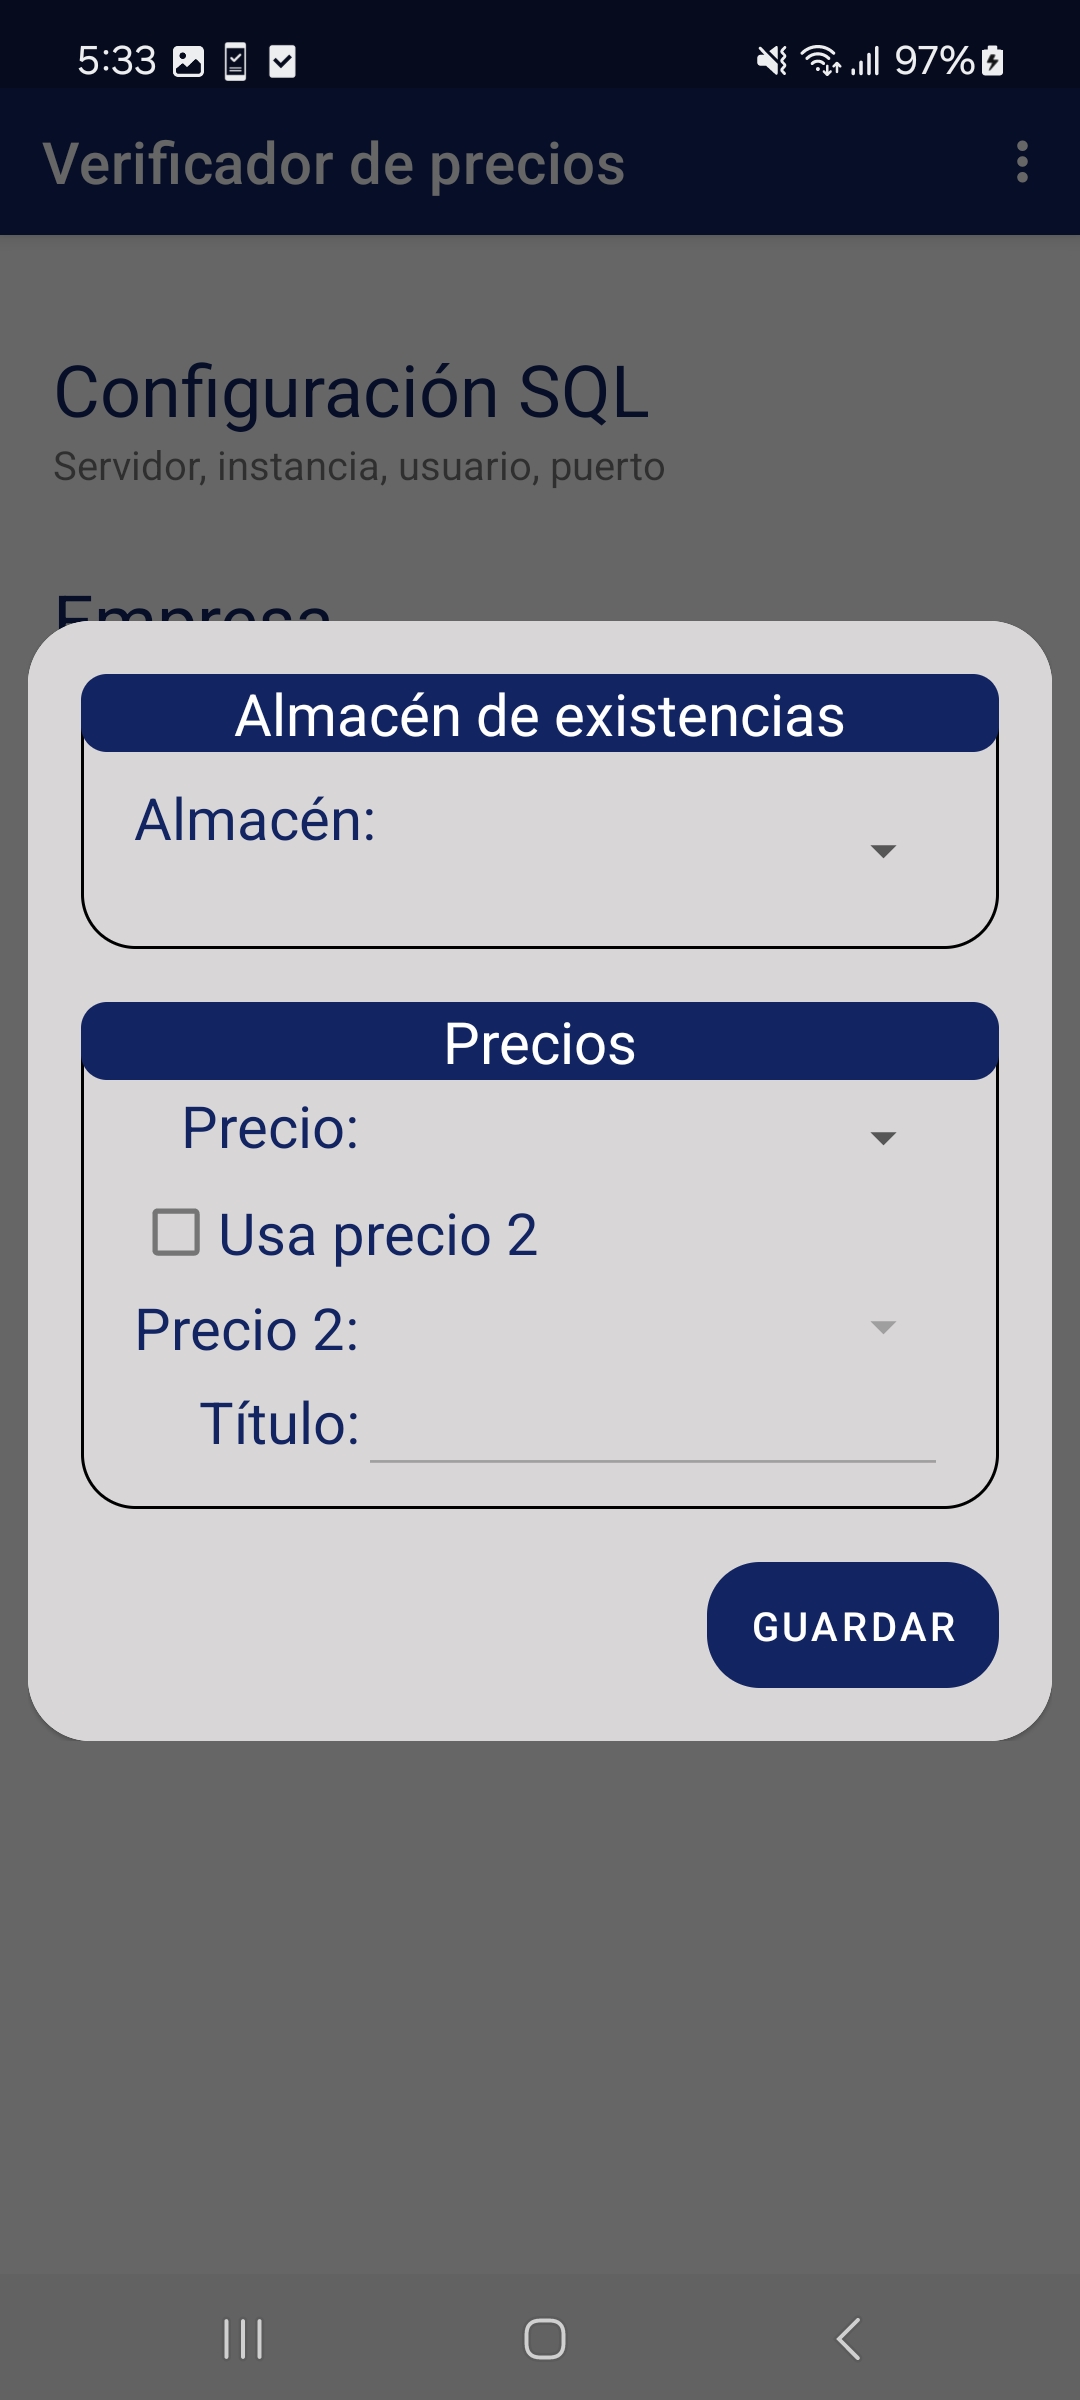 5:33
97%
Verificador de precios
Configuración SQL
Servidor, instancia, usuario, puerto
Empresa
Almacén de existencias
Almacén:
Precios
Precio:
Usa precio 2
Precio 2:
Título:
GUARDAR